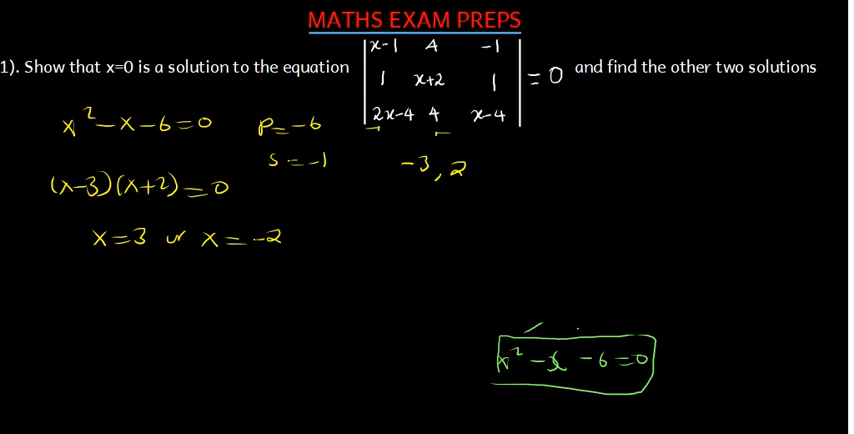 MATHS EXAM PREPS
1). Show that x=0 is a solution to the equation | x-1 4 -1 | = 0 and find the other two solutions
| 1 x+2 1 |
| 2x-4 4 x-4 |
x² - x - 6 = 0 P = -6
S = -1 -3, 2
(x-3)(x+2) = 0
x = 3 or x = -2
x² - x - 6 = 0